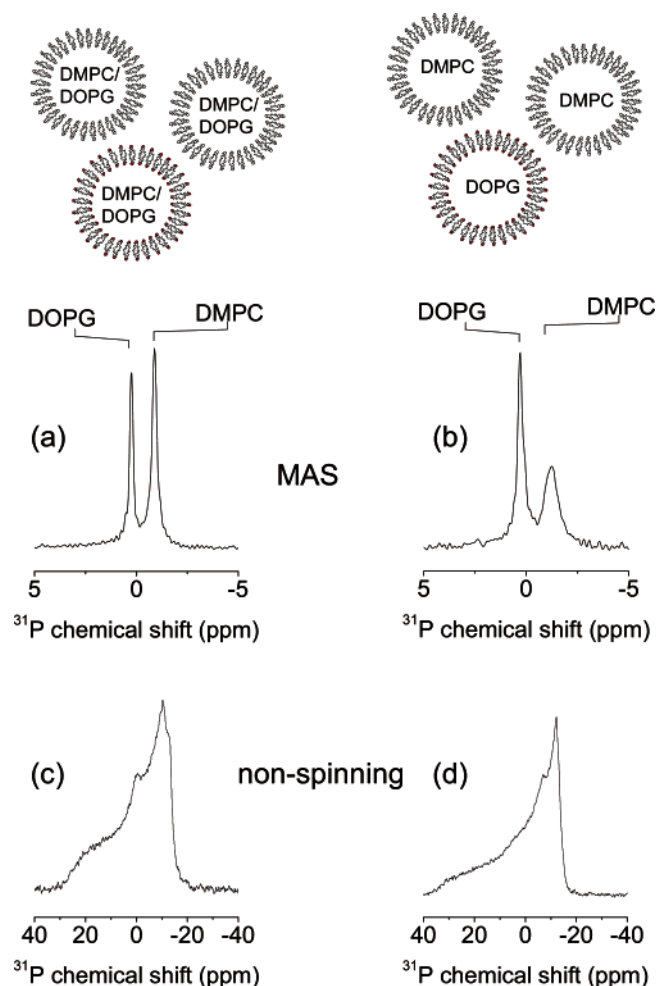 DMPC/
DOPG
DMPC/
DOPG
DMPC/
DOPG
DMPC
DMPC
DOPG
DOPG
DMPC
DOPG
DMPC
(a)
MAS
(b)
5 0 -5
5 0 -5
³¹P chemical shift (ppm)
³¹P chemical shift (ppm)
(c)
non-spinning
(d)
40 20 0 -20 -40
40 20 0 -20 -40
³¹P chemical shift (ppm)
³¹P chemical shift (ppm)